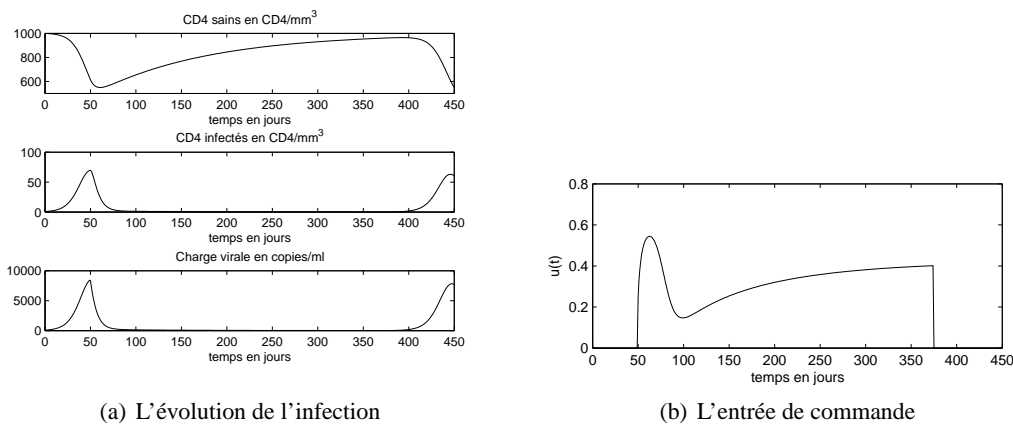 CD4 sains en CD4/mm³
1000
800
600
0 50 100 150 200 250 300 350 400 450
temps en jours
CD4 infectés en CD4/mm³
100
50
0
0 50 100 150 200 250 300 350 400 450
temps en jours
Charge virale en copies/ml
10000
5000
0
0 50 100 150 200 250 300 350 400 450
temps en jours
(a) L'évolution de l'infection
0.8
0.6
0.4
0.2
0
u(t)
0 50 100 150 200 250 300 350 400 450
temps en jours
(b) L'entrée de commande